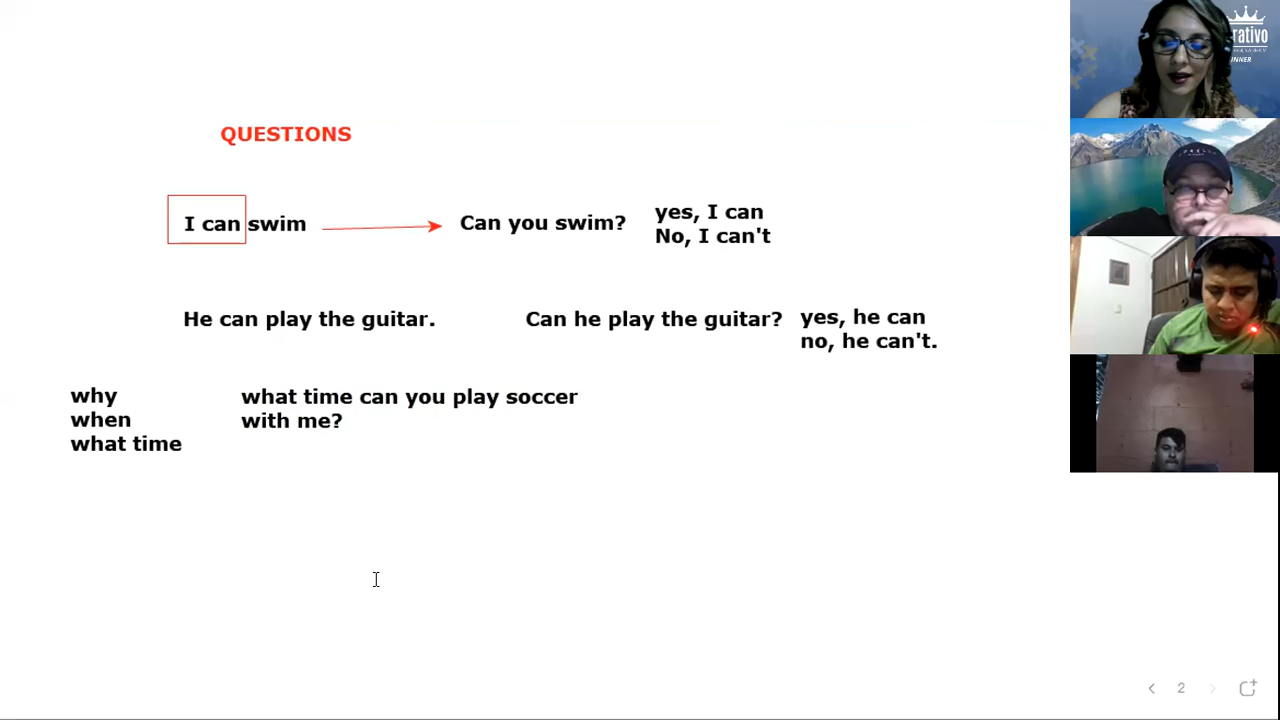 QUESTIONS
I can swim
Can you swim?
yes, I can
No, I can't
He can play the guitar.
Can he play the guitar?
yes, he can
no, he can't.
why
when
what time
what time can you play soccer
with me?
rativo
INNER
2